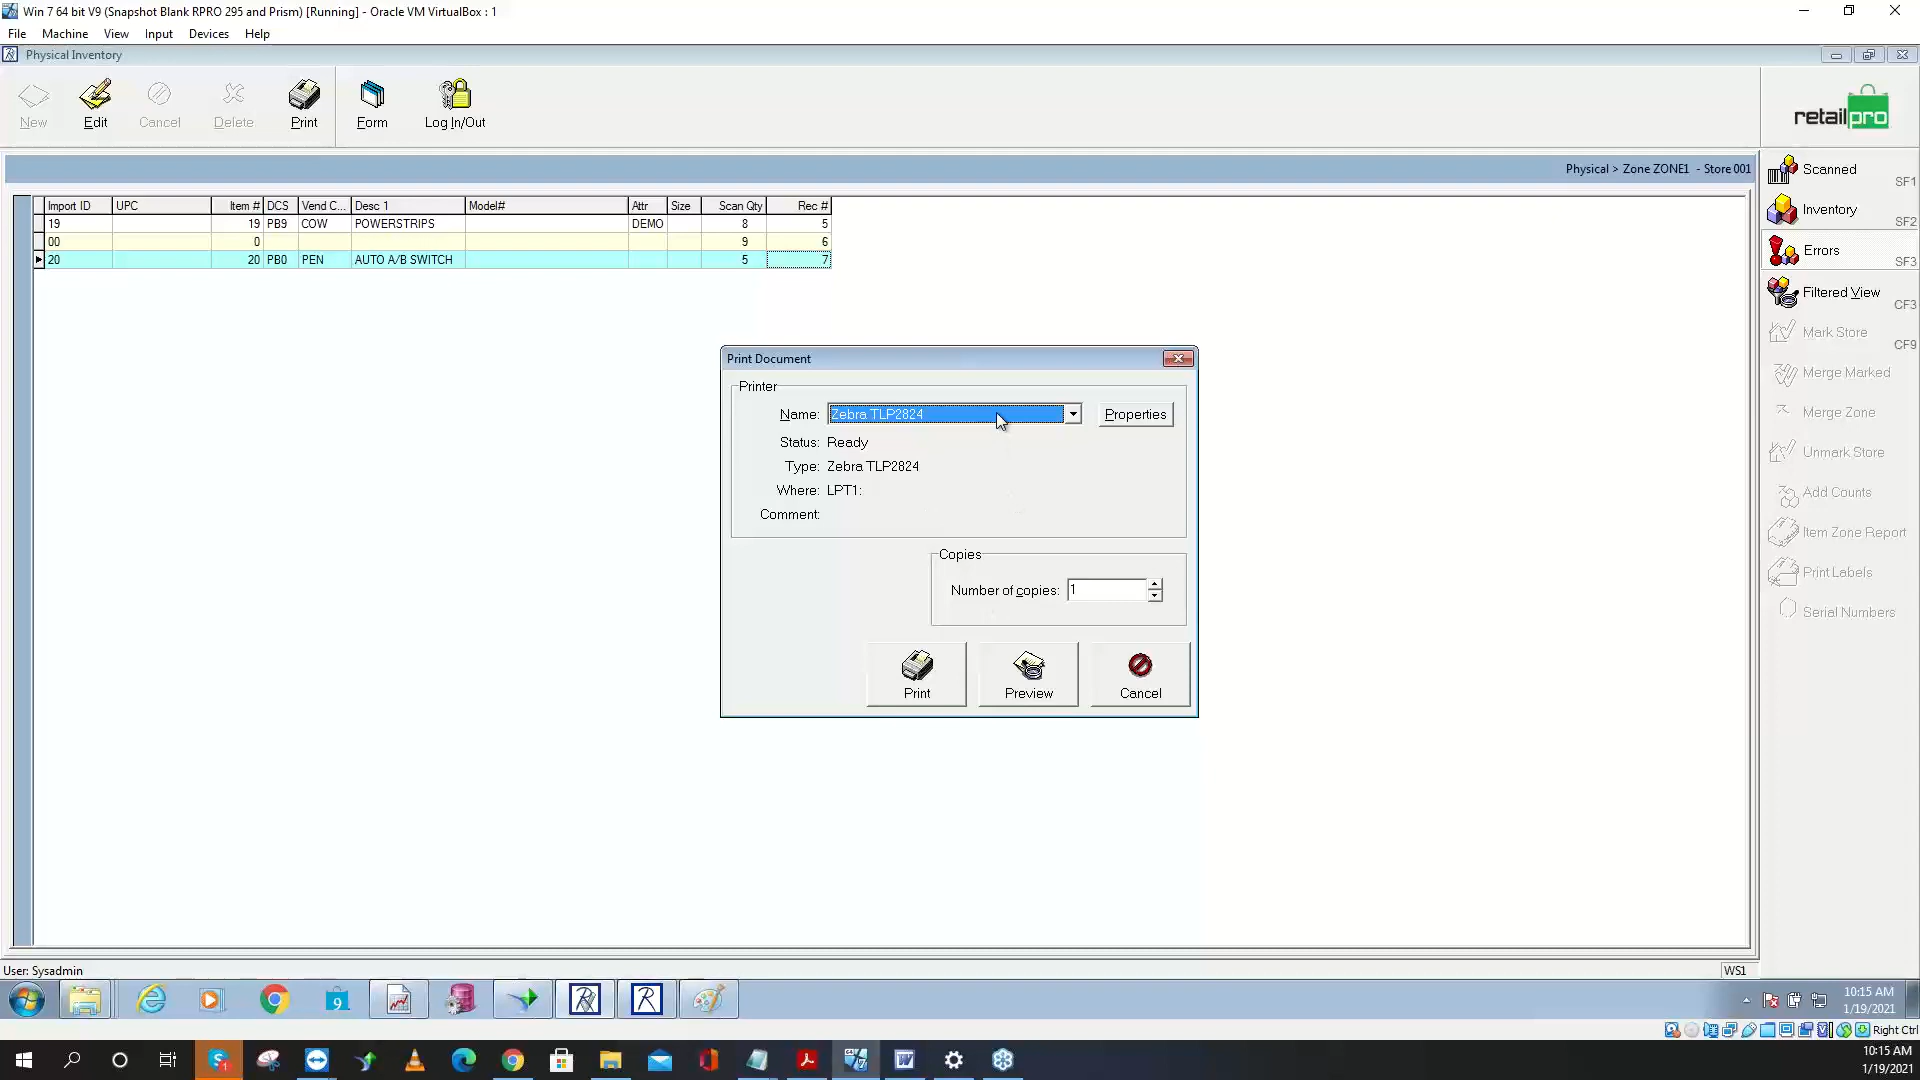 Win 7 64 bit V9 (Snapshot Blank RPRO 295 and Prism) [Running] - Oracle VM VirtualBox : 1
File Machine View Input Devices Help
Physical Inventory
New Edit Cancel Delete Print Form Log In/Out
retailpro
Physical > Zone ZONE1 - Store 001
Import ID UPC Item # DCS Vend C... Desc 1 Model# Attr Size Scan Qty Rec #
19 19 PB9 COW POWERSTRIPS DEMO 8 5
00 0 9 6
20 20 PB0 PEN AUTO A/B SWITCH 5 7
Scanned SF1
Inventory SF2
Errors SF3
Filtered View CF3
Mark Store CF9
Merge Marked
Merge Zone
Unmark Store
Add Counts
Item Zone Report
Print Labels
Serial Numbers
Print Document
Printer
Name: Zebra TLP2824 Properties
Status: Ready
Type: Zebra TLP2824
Where: LPT1:
Comment:
Copies
Number of copies: 1
Print Preview Cancel
User: Sysadmin WS1
9
10:15 AM
1/19/2021
Right Ctrl
10:15 AM
1/19/2021